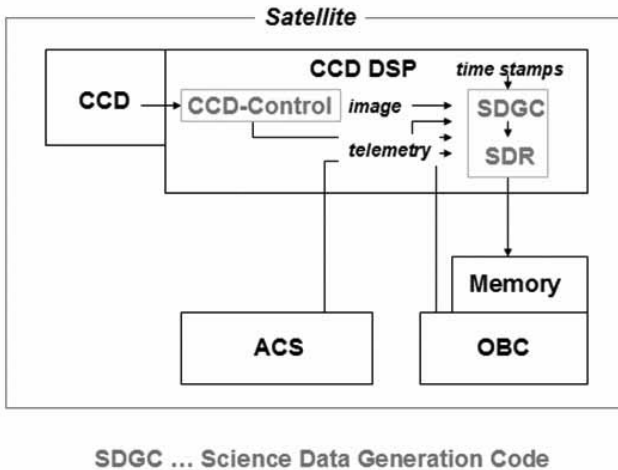 Satellite
CCD DSP
time stamps
CCD
CCD-Control
image
SDGC
telemetry
SDR
Memory
ACS
OBC
SDGC ... Science Data Generation Code